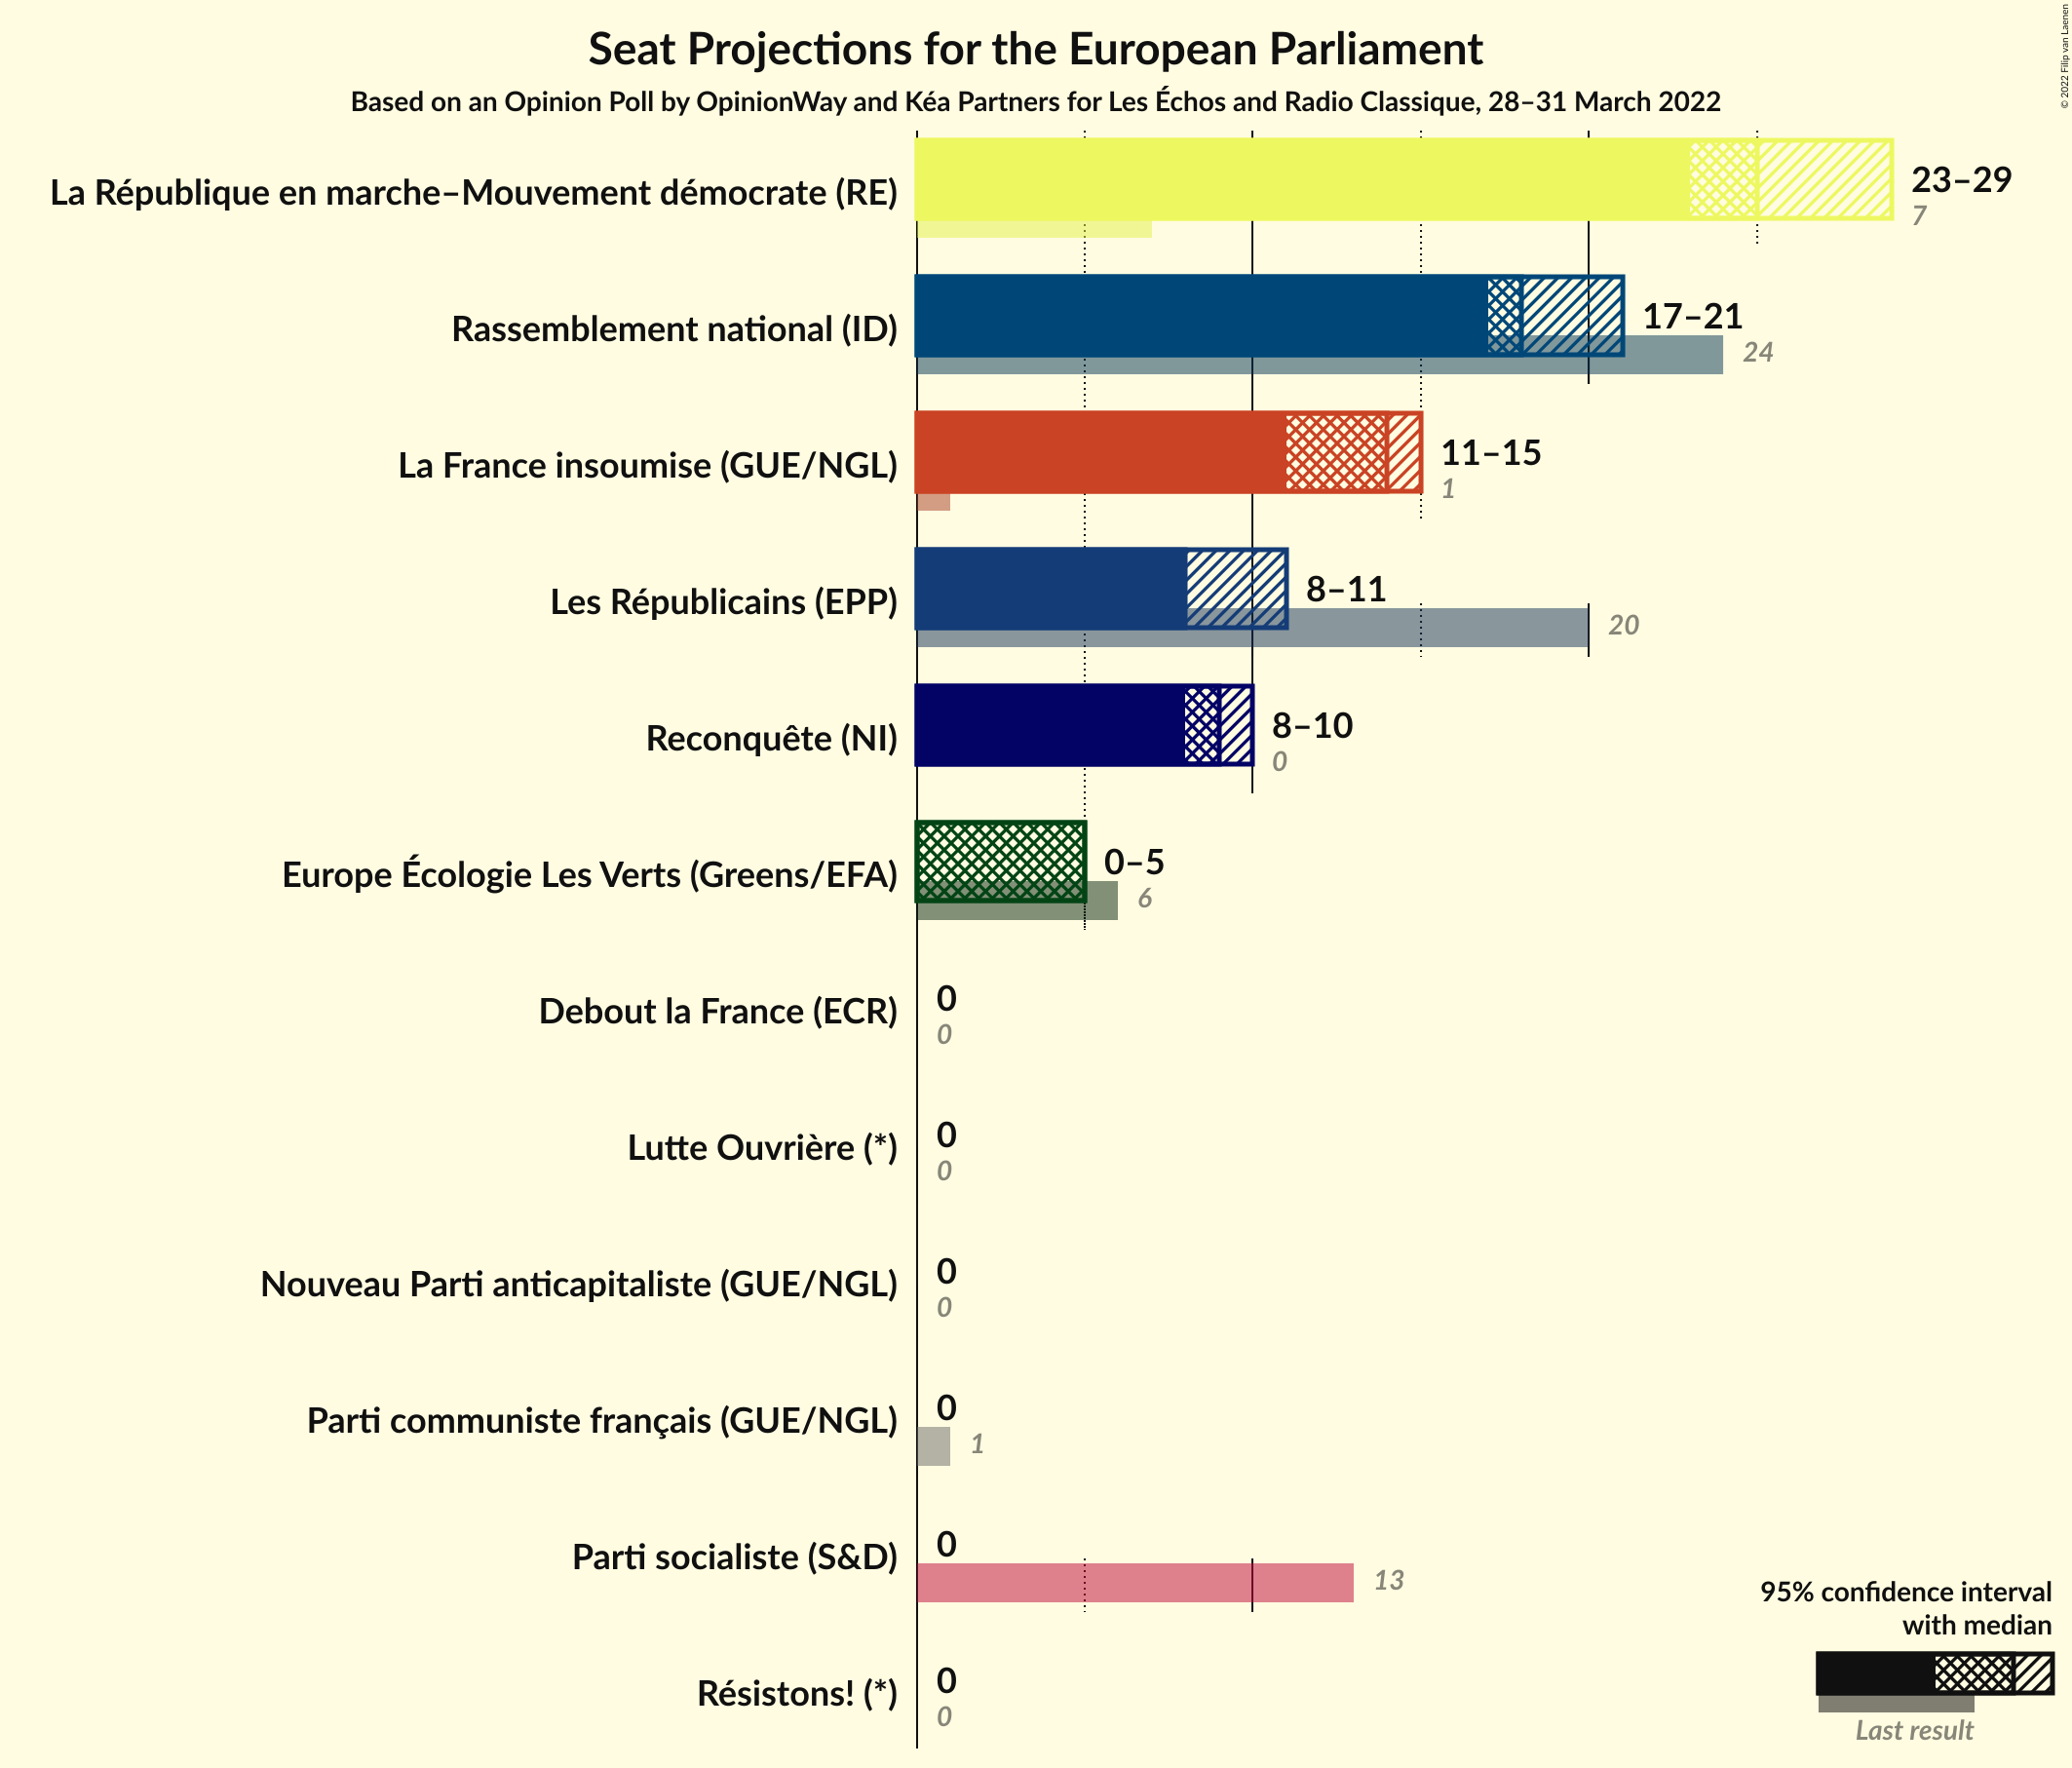 Seat Projections for the European Parliament
Based on an Opinion Poll by OpinionWay and Kéa Partners for Les Échos and Radio Classique, 28–31 March 2022
© 2022 Filip van Laenen
La République en marche–Mouvement démocrate (RE)
23–29
7
Rassemblement national (ID)
17–21
24
La France insoumise (GUE/NGL)
11–15
1
Les Républicains (EPP)
8–11
20
Reconquête (NI)
8–10
0
Europe Écologie Les Verts (Greens/EFA)
0–5
6
Debout la France (ECR)
0
0
Lutte Ouvrière (*)
0
0
Nouveau Parti anticapitaliste (GUE/NGL)
0
0
Parti communiste français (GUE/NGL)
0
1
Parti socialiste (S&D)
0
13
Résistons! (*)
0
0
95% confidence interval
with median
Last result